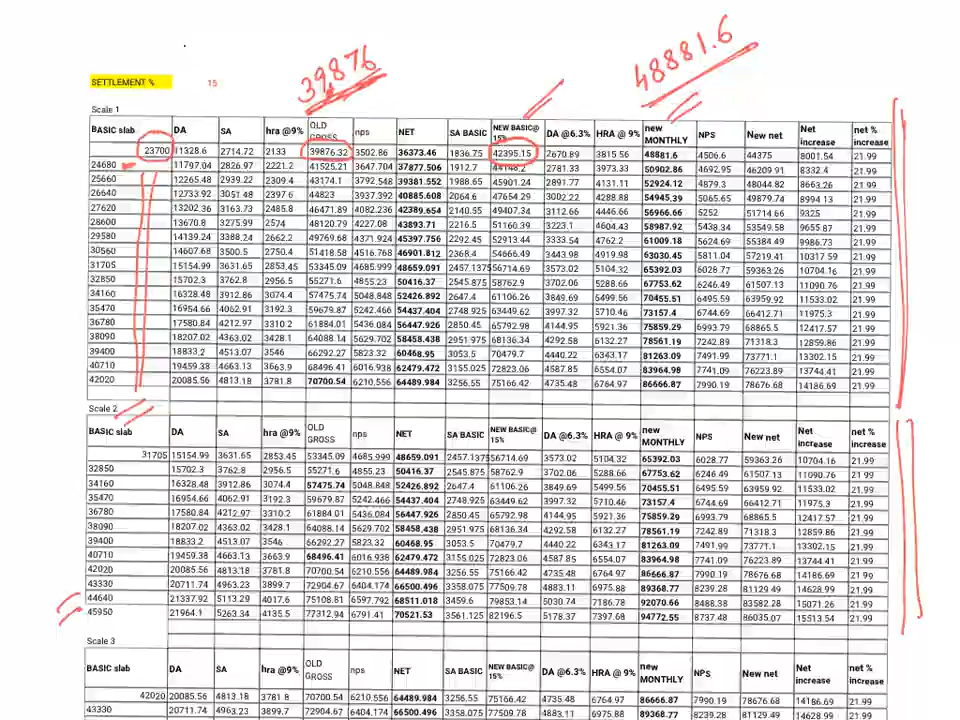 39,876
48881.6
SETTLEMENT % 15
Scale 1
BASIC slab DA SA hra @9% OLD GROSS nps NET SA BASIC NEW BASIC@ 15% DA @6.3% HRA @ 9% new MONTHLY NPS New net Net increase net % increase
23700 11328.6 2714.72 2133 39876.32 3502.86 36373.46 1836.75 42395.15 2670.89 3815.56 48881.6 4506.6 44375 8001.54 21.99
24680 11797.04 2826.97 2221.2 41525.21 3647.704 37877.506 1912.7 44148.2 2781.33 3973.33 50902.86 4692.95 46209.91 8332.4 21.99
25660 12265.48 2939.22 2309.4 43174.1 3792.548 39381.552 1988.65 45901.24 2891.77 4131.11 52924.12 4879.3 48044.82 8663.26 21.99
26640 12733.92 3051.48 2397.6 44823 3937.392 40885.608 2064.6 47654.29 3002.22 4288.88 54945.39 5065.65 49879.74 8994.13 21.99
27620 13202.36 3163.73 2485.8 46471.89 4082.236 42389.654 2140.55 49407.34 3112.66 4446.66 56966.66 5252 51714.66 9325 21.99
28600 13670.8 3275.99 2574 48120.79 4227.08 43893.71 2216.5 51160.39 3223.1 4604.43 58987.92 5438.34 53549.58 9655.87 21.99
29580 14139.24 3388.24 2662.2 49769.68 4371.924 45397.756 2292.45 52913.44 3333.54 4762.2 61009.18 5624.69 55384.49 9986.73 21.99
30560 14607.68 3500.5 2750.4 51418.58 4516.768 46901.812 2368.4 54666.49 3443.98 4919.98 63030.45 5811.04 57219.41 10317.59 21.99
31705 15154.99 3631.65 2853.45 53345.09 4685.999 48659.091 2457.1375 56714.69 3573.02 5104.32 65392.03 6028.77 59363.26 10704.16 21.99
32850 15702.3 3762.8 2956.5 55271.6 4855.23 50416.37 2545.875 58762.9 3702.06 5288.66 67753.62 6246.49 61507.13 11090.76 21.99
34160 16328.48 3912.86 3074.4 57475.74 5048.848 52426.892 2647.4 61106.26 3849.69 5499.56 70455.51 6495.59 63959.92 11533.02 21.99
35470 16954.66 4062.91 3192.3 59679.87 5242.466 54437.404 2748.925 63449.62 3997.32 5710.46 73157.4 6744.69 66412.71 11975.3 21.99
36780 17580.84 4212.97 3310.2 61884.01 5436.084 56447.926 2850.45 65792.98 4144.95 5921.36 75859.29 6993.79 68865.5 12417.57 21.99
38090 18207.02 4363.02 3428.1 64088.14 5629.702 58458.438 2951.975 68136.34 4292.58 6132.27 78561.19 7242.89 71318.3 12859.86 21.99
39400 18833.2 4513.07 3546 66292.27 5823.32 60468.95 3053.5 70479.7 4440.22 6343.17 81263.09 7491.99 73771.1 13302.15 21.99
40710 19459.38 4663.13 3663.9 68496.41 6016.938 62479.472 3155.025 72823.06 4587.85 6554.07 83964.98 7741.09 76223.89 13744.41 21.99
42020 20085.56 4813.18 3781.8 70700.54 6210.556 64489.984 3256.55 75166.42 4735.48 6764.97 86666.87 7990.19 78676.68 14186.69 21.99
Scale 2
BASIC slab DA SA hra @9% OLD GROSS nps NET SA BASIC NEW BASIC@ 15% DA @6.3% HRA @ 9% new MONTHLY NPS New net Net increase net % increase
31705 15154.99 3631.65 2853.45 53345.09 4685.999 48659.091 2457.1375 56714.69 3573.02 5104.32 65392.03 6028.77 59363.26 10704.16 21.99
32850 15702.3 3762.8 2956.5 55271.6 4855.23 50416.37 2545.875 58762.9 3702.06 5288.66 67753.62 6246.49 61507.13 11090.76 21.99
34160 16328.48 3912.86 3074.4 57475.74 5048.848 52426.892 2647.4 61106.26 3849.69 5499.56 70455.51 6495.59 63959.92 11533.02 21.99
35470 16954.66 4062.91 3192.3 59679.87 5242.466 54437.404 2748.925 63449.62 3997.32 5710.46 73157.4 6744.69 66412.71 11975.3 21.99
36780 17580.84 4212.97 3310.2 61884.01 5436.084 56447.926 2850.45 65792.98 4144.95 5921.36 75859.29 6993.79 68865.5 12417.57 21.99
38090 18207.02 4363.02 3428.1 64088.14 5629.702 58458.438 2951.975 68136.34 4292.58 6132.27 78561.19 7242.89 71318.3 12859.86 21.99
39400 18833.2 4513.07 3546 66292.27 5823.32 60468.95 3053.5 70479.7 4440.22 6343.17 81263.09 7491.99 73771.1 13302.15 21.99
40710 19459.38 4663.13 3663.9 68496.41 6016.938 62479.472 3155.025 72823.06 4587.85 6554.07 83964.98 7741.09 76223.89 13744.41 21.99
42020 20085.56 4813.18 3781.8 70700.54 6210.556 64489.984 3256.55 75166.42 4735.48 6764.97 86666.87 7990.19 78676.68 14186.69 21.99
43330 20711.74 4963.23 3899.7 72904.67 6404.174 66500.496 3358.075 77509.78 4883.11 6975.88 89368.77 8239.28 81129.49 14628.99 21.99
44640 21337.92 5113.29 4017.6 75108.81 6597.792 68511.018 3459.6 79853.14 5030.74 7186.78 92070.66 8488.38 83582.28 15071.26 21.99
45950 21964.1 5263.34 4135.5 77312.94 6791.41 70521.53 3561.125 82196.5 5178.37 7397.68 94772.55 8737.48 86035.07 15513.54 21.99
Scale 3
BASIC slab DA SA hra @9% OLD GROSS nps NET SA BASIC NEW BASIC@ 15% DA @6.3% HRA @ 9% new MONTHLY NPS New net Net increase net % increase
42020 20085.56 4813.18 3781.8 70700.54 6210.556 64489.984 3256.55 75166.42 4735.48 6764.97 86666.87 7990.19 78676.68 14186.69 21.99
43330 20711.74 4963.23 3899.7 72904.67 6404.174 66500.496 3358.075 77509.78 4883.11 6975.88 89368.77 8239.28 81129.49 14628.99 21.99